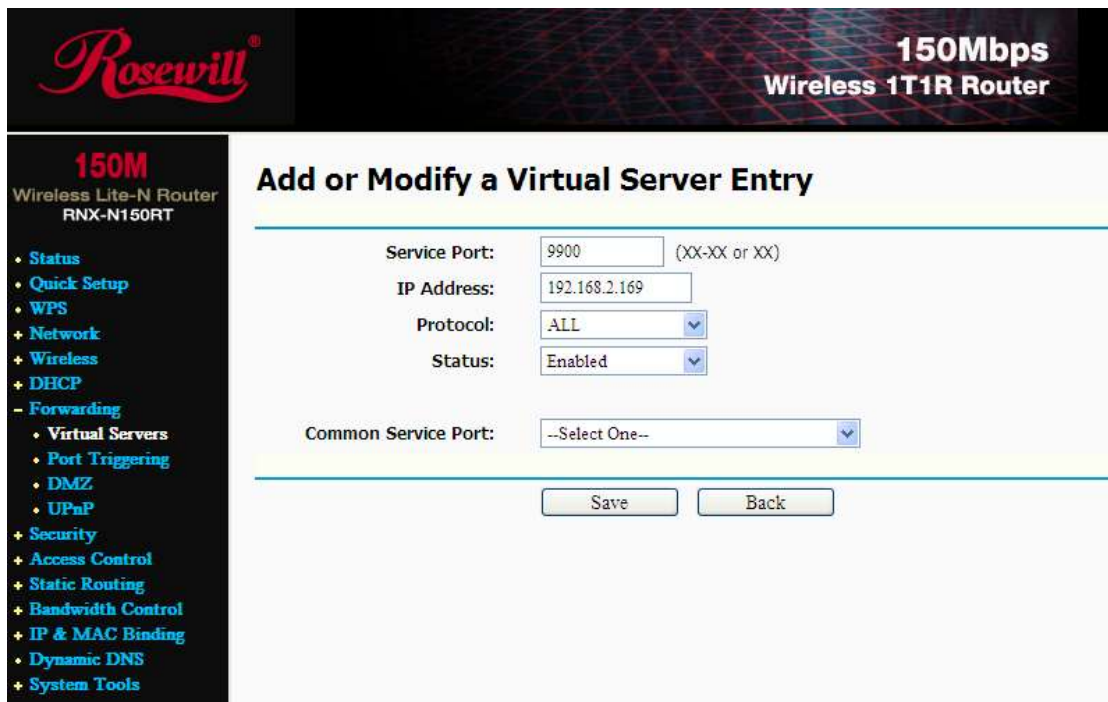 Rosewill®
150Mbps
Wireless 1T1R Router
150M
Wireless Lite-N Router
RNX-N150RT
Status
Quick Setup
WPS
+ Network
+ Wireless
+ DHCP
- Forwarding
Virtual Servers
Port Triggering
DMZ
UPnP
+ Security
+ Access Control
+ Static Routing
+ Bandwidth Control
+ IP & MAC Binding
Dynamic DNS
+ System Tools
Add or Modify a Virtual Server Entry
Service Port: 9900 (XX-XX or XX)
IP Address: 192.168.2.169
Protocol: ALL
Status: Enabled
Common Service Port: --Select One--
Save Back